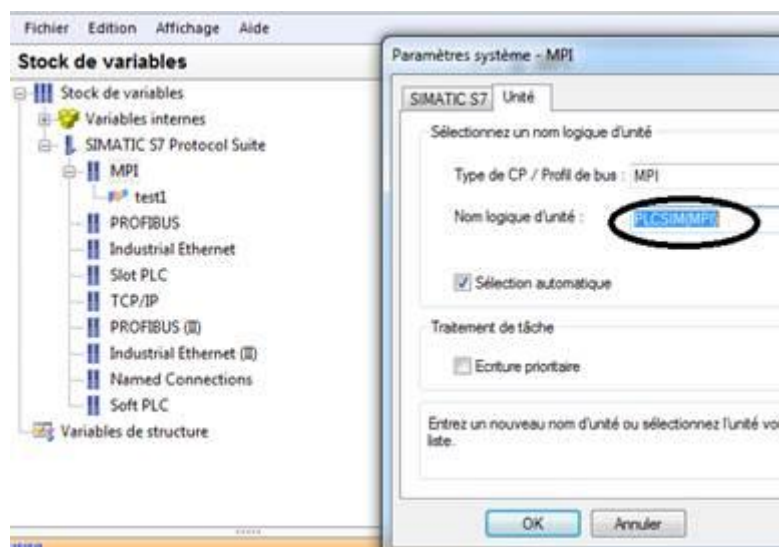 Fichier Edition Affichage Aide
Stock de variables
Stock de variables
Variables internes
SIMATIC S7 Protocol Suite
MPI
test1
PROFIBUS
Industrial Ethernet
Slot PLC
TCP/IP
PROFIBUS (II)
Industrial Ethernet (II)
Named Connections
Soft PLC
Variables de structure
Paramètres système - MPI
SIMATIC S7 Unité
Sélectionnez un nom logique d'unité
Type de CP / Profil de bus : MPI
Nom logique d'unité : PLCSIM(MPI)
Sélection automatique
Traitement de tâche
Ecriture prioritaire
Entrez un nouveau nom d'unité ou sélectionnez l'unité
liste.
OK Annuler